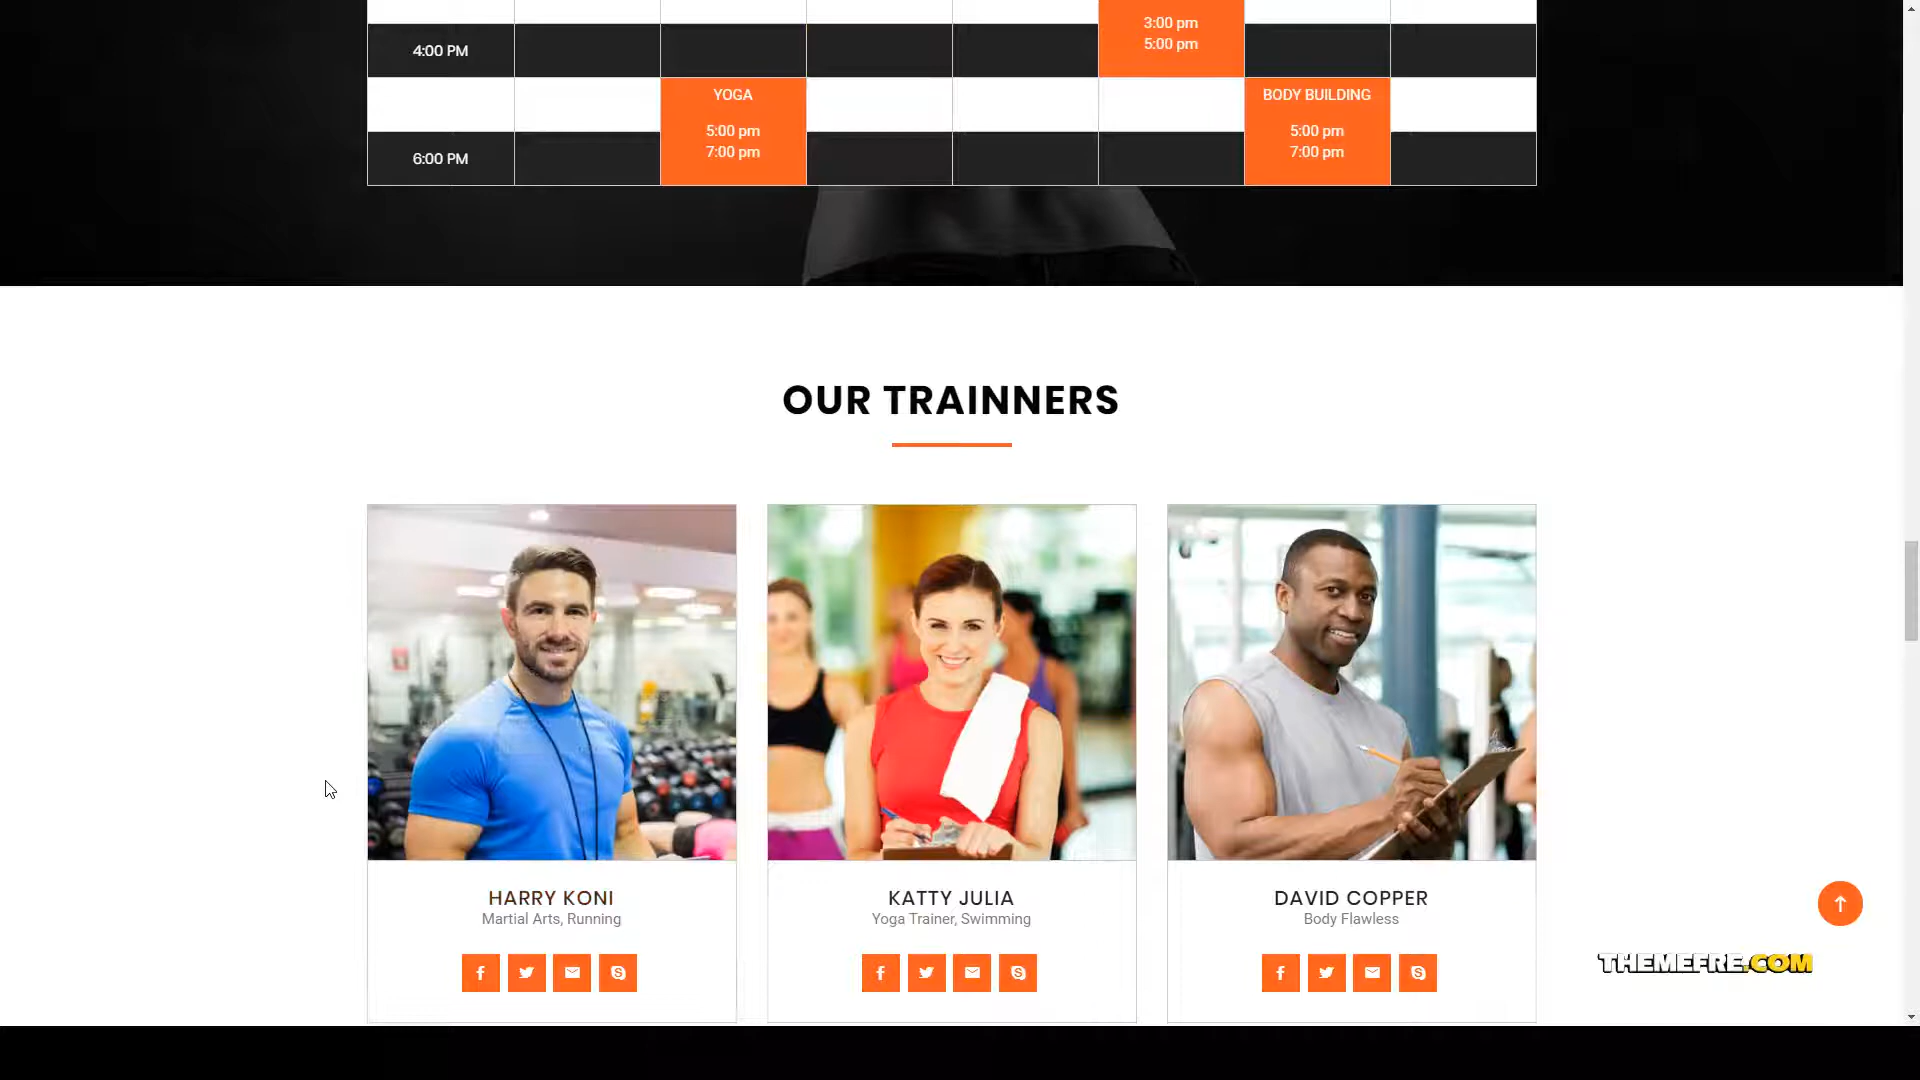 3:00 pm
5:00 pm
4:00 PM
YOGA
BODY BUILDING
5:00 pm
5:00 pm
7:00 pm
7:00 pm
6:00 PM
OUR TRAINNERS
HARRY KONI
KATTY JULIA
DAVID COPPER
Martial Arts, Running
Yoga Trainer, Swimming
Body Flawless
THEMEFRE.COM